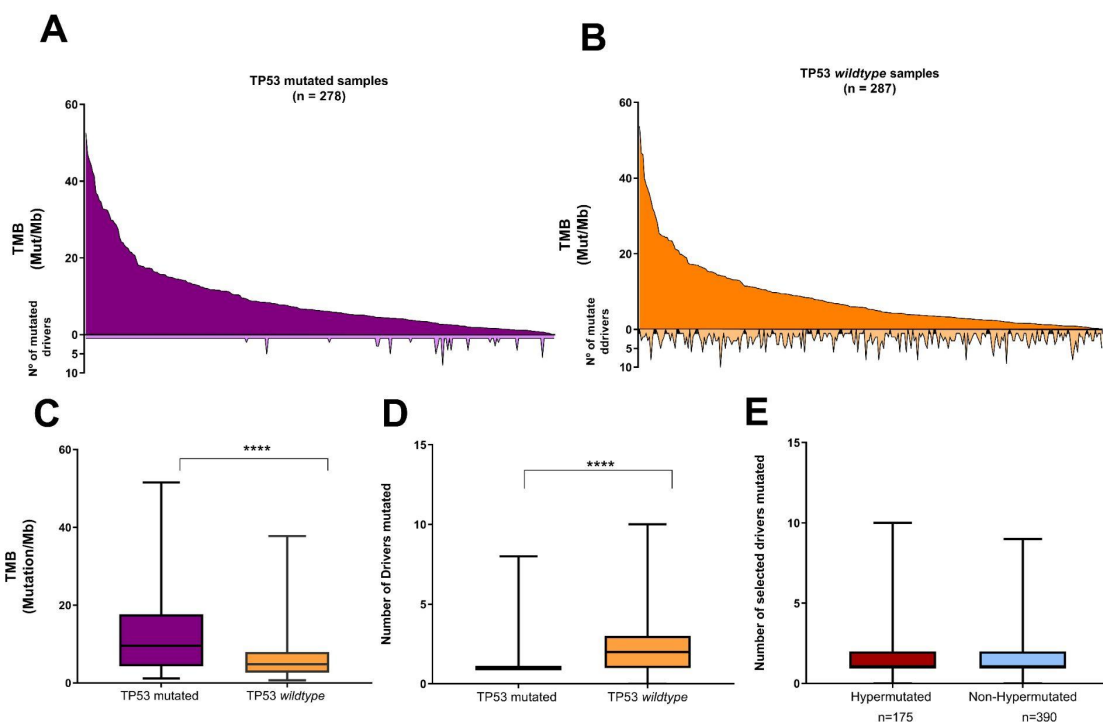 A
B
TP53 mutated samples
(n = 278)
TP53 wildtype samples
(n = 287)
60
40
20
0
5
10
TMB
(Mut/Mb)
Nº of mutated
drivers
60
40
20
0
5
10
TMB
(Mut/Mb)
Nº of mutate
ddrivers
C
D
E
60
40
20
0
TMB
(Mutation/Mb)
****
TP53 mutated
TP53 wildtype
15
10
5
0
Number of Drivers mutated
****
TP53 mutated
TP53 wildtype
15
10
5
0
Number of selected drivers mutated
Hypermutated
Non-Hypermutated
n=175
n=390